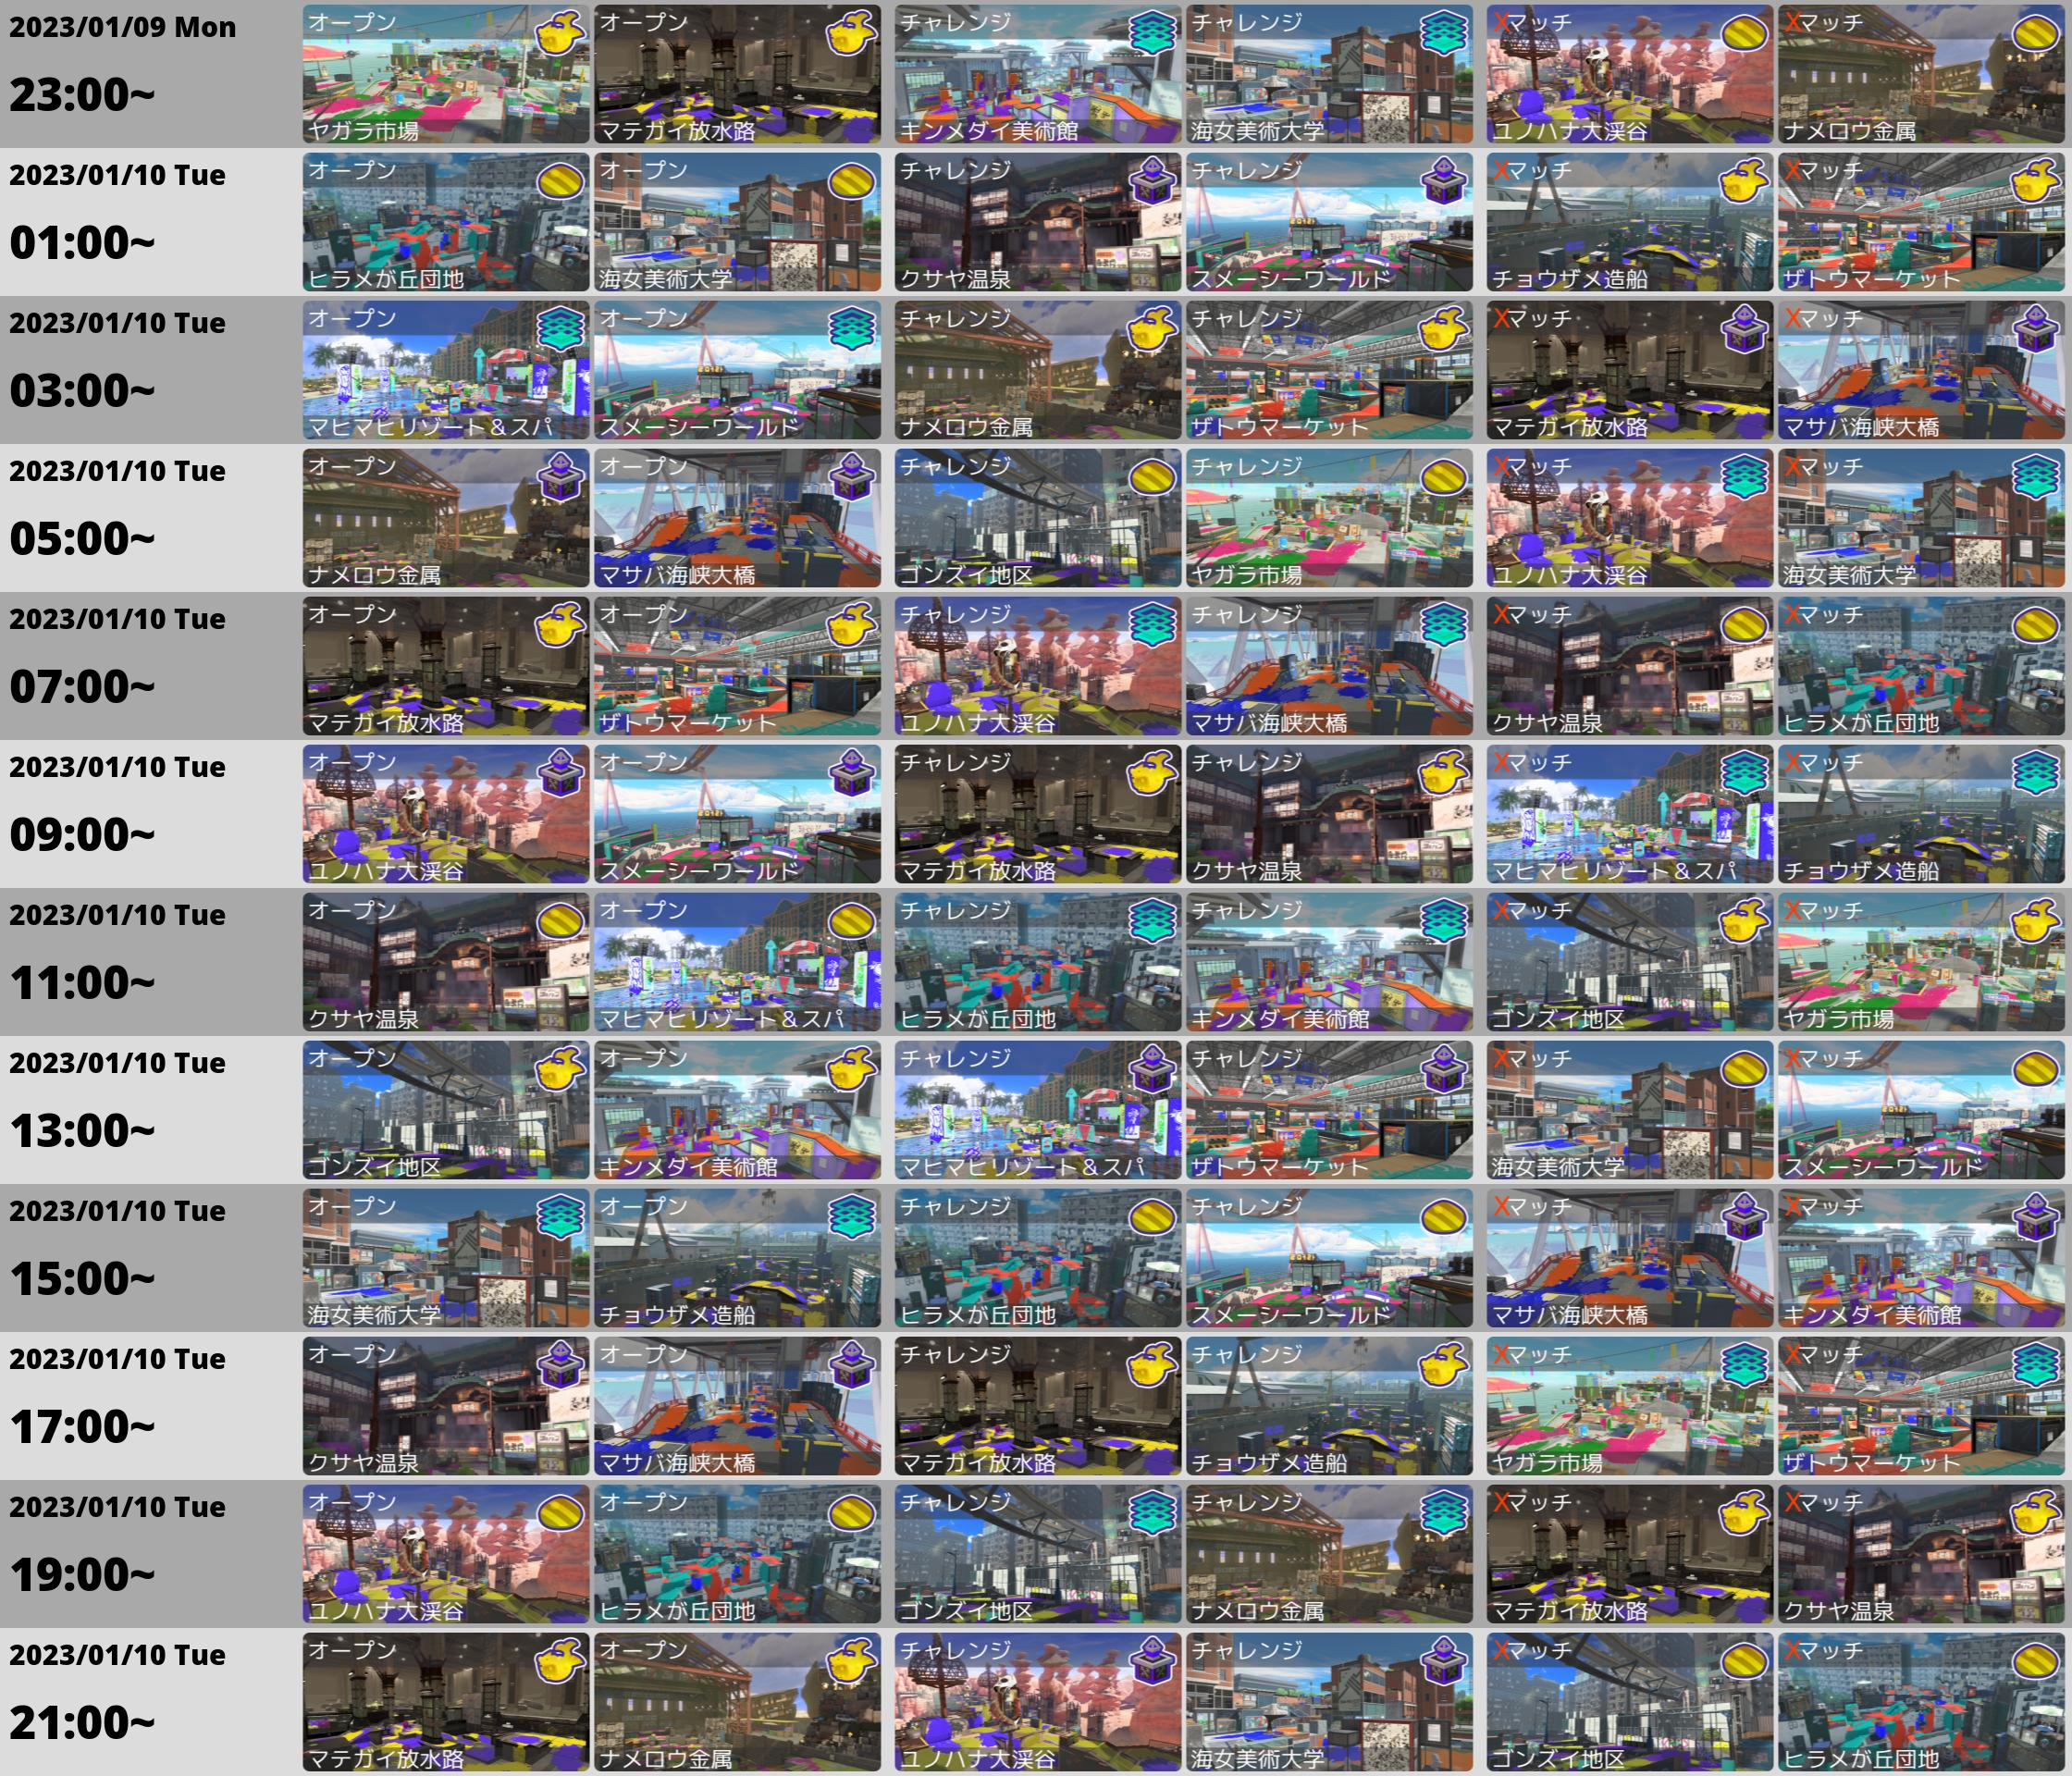 2023/01/09 Mon
23:00~
オープン オープン チャレンジ チャレンジ Xマッチ Xマッチ
ヤガラ市場 マテガイ放水路 キンメダイ美術館 海女美術大学 ユノハナ大渓谷 ナメロウ金属
2023/01/10 Tue
01:00~
オープン オープン チャレンジ チャレンジ Xマッチ Xマッチ
ヒラメが丘団地 海女美術大学 クサヤ温泉 スメーシーワールド チョウザメ造船 ザトウマーケット
2023/01/10 Tue
03:00~
オープン オープン チャレンジ チャレンジ Xマッチ Xマッチ
マヒマヒリゾート＆スパ スメーシーワールド ナメロウ金属 ザトウマーケット マテガイ放水路 マサバ海峡大橋
2023/01/10 Tue
05:00~
オープン オープン チャレンジ チャレンジ Xマッチ Xマッチ
ナメロウ金属 マサバ海峡大橋 ゴンズイ地区 ヤガラ市場 ユノハナ大渓谷 海女美術大学
2023/01/10 Tue
07:00~
オープン オープン チャレンジ チャレンジ Xマッチ Xマッチ
マテガイ放水路 ザトウマーケット ユノハナ大渓谷 マサバ海峡大橋 クサヤ温泉 ヒラメが丘団地
2023/01/10 Tue
09:00~
オープン オープン チャレンジ チャレンジ Xマッチ Xマッチ
ユノハナ大渓谷 スメーシーワールド マテガイ放水路 クサヤ温泉 マヒマヒリゾート＆スパ チョウザメ造船
2023/01/10 Tue
11:00~
オープン オープン チャレンジ チャレンジ Xマッチ Xマッチ
クサヤ温泉 マヒマヒリゾート＆スパ ヒラメが丘団地 キンメダイ美術館 ゴンズイ地区 ヤガラ市場
2023/01/10 Tue
13:00~
オープン オープン チャレンジ チャレンジ Xマッチ Xマッチ
ゴンズイ地区 キンメダイ美術館 マヒマヒリゾート＆スパ ザトウマーケット 海女美術大学 スメーシーワールド
2023/01/10 Tue
15:00~
オープン オープン チャレンジ チャレンジ Xマッチ Xマッチ
海女美術大学 チョウザメ造船 ヒラメが丘団地 スメーシーワールド マサバ海峡大橋 キンメダイ美術館
2023/01/10 Tue
17:00~
オープン オープン チャレンジ チャレンジ Xマッチ Xマッチ
クサヤ温泉 マサバ海峡大橋 マテガイ放水路 チョウザメ造船 ヤガラ市場 ザトウマーケット
2023/01/10 Tue
19:00~
オープン オープン チャレンジ チャレンジ Xマッチ Xマッチ
ユノハナ大渓谷 ヒラメが丘団地 ゴンズイ地区 ナメロウ金属 マテガイ放水路 クサヤ温泉
2023/01/10 Tue
21:00~
オープン オープン チャレンジ チャレンジ Xマッチ Xマッチ
マテガイ放水路 ナメロウ金属 ユノハナ大渓谷 海女美術大学 ゴンズイ地区 ヒラメが丘団地